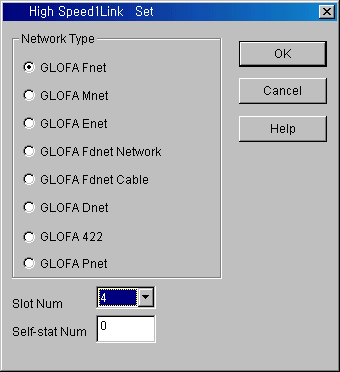 High Speed1Link Set
Network Type
GLOFA Fnet
GLOFA Mnet
GLOFA Enet
GLOFA Fdnet Network
GLOFA Fdnet Cable
GLOFA Dnet
GLOFA 422
GLOFA Pnet
OK
Cancel
Help
Slot Num 4
Self-stat Num 0